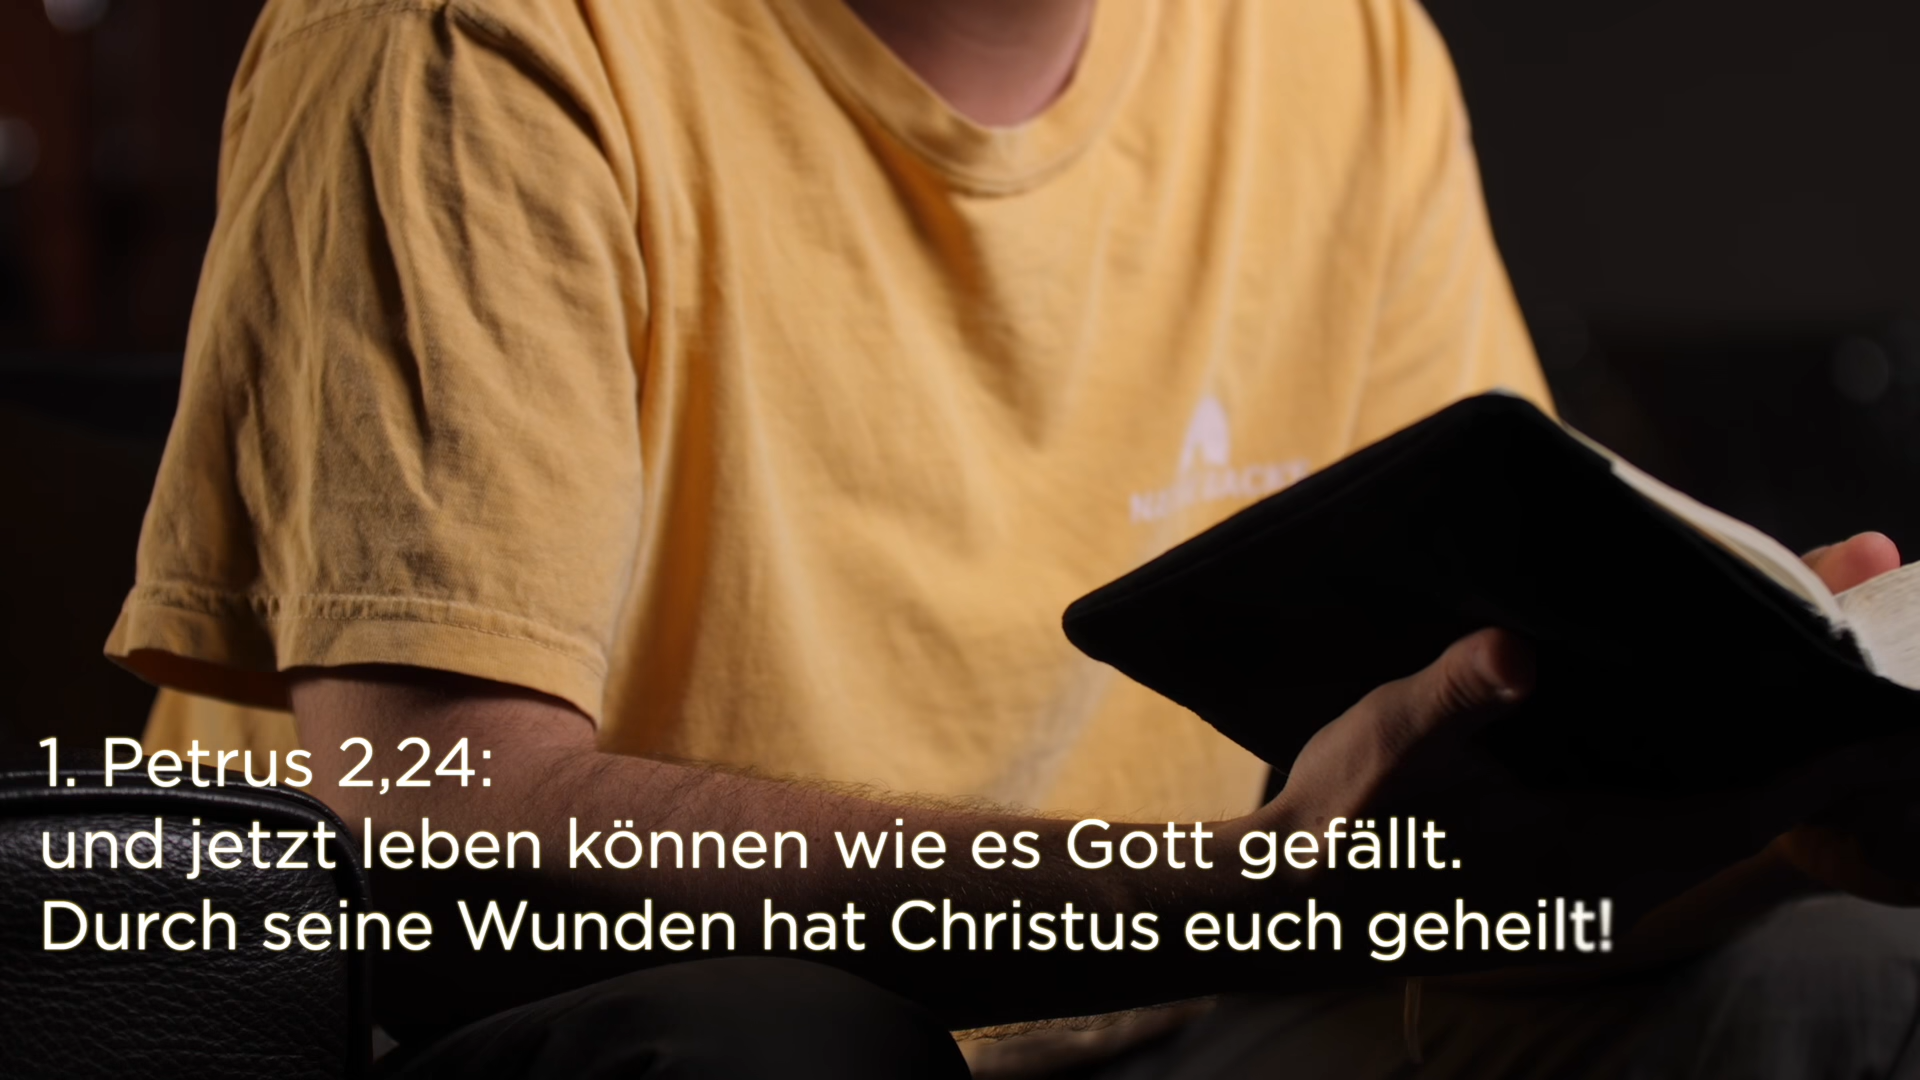 1. Petrus 2,24:
und jetzt leben können wie es Gott gefällt.
Durch seine Wunden hat Christus euch geheilt!